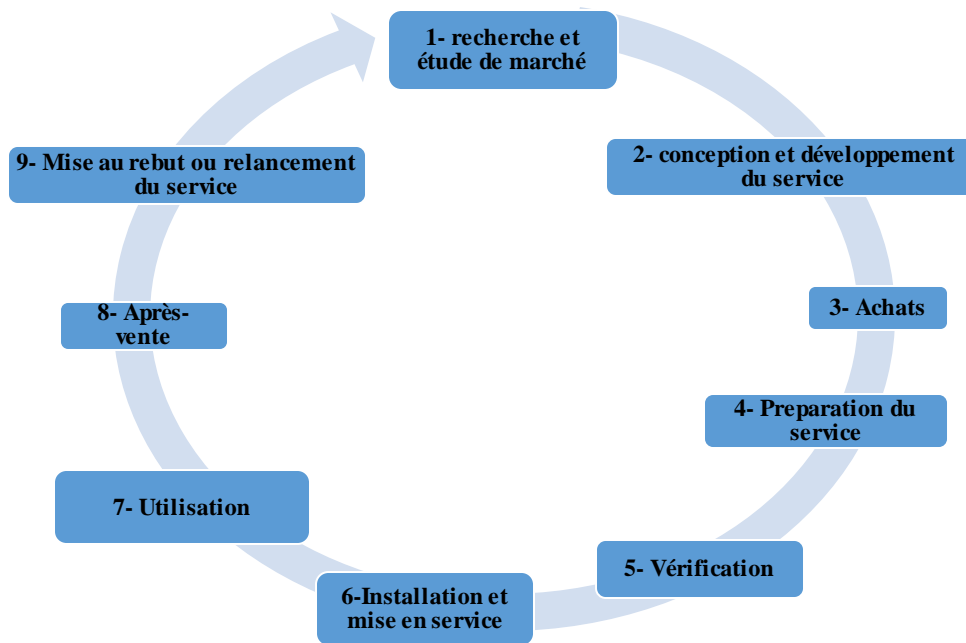 1- recherche et
étude de marché
2- conception et développement
du service
3- Achats
4- Preparation du
service
5- Vérification
6-Installation et
mise en service
7- Utilisation
8- Après-
vente
9- Mise au rebut ou relancement
du service